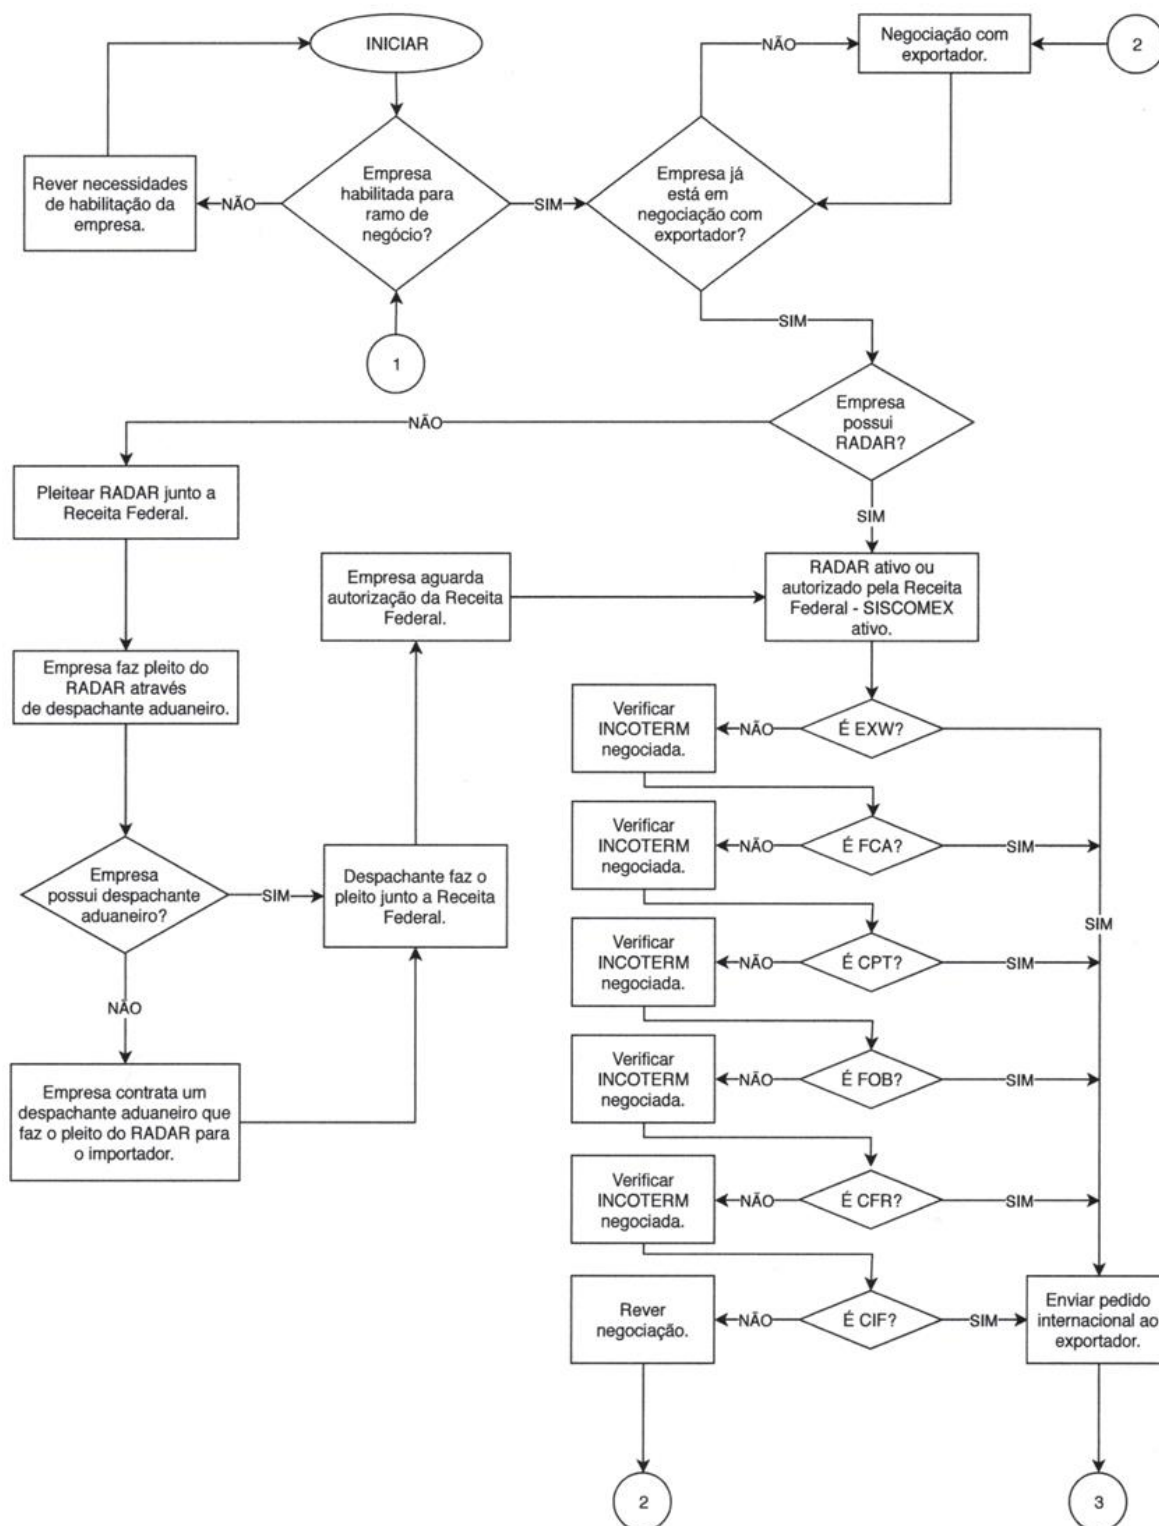 INICIAR
NÃO
Negociação com
exportador.
2
Rever necessidades
de habilitação da
empresa.
NÃO
Empresa
habilitada para
ramo de
negócio?
SIM
Empresa já
está em
negociação com
exportador?
SIM
1
Empresa
possui
RADAR?
NÃO
SIM
Pleitear RADAR junto a
Receita Federal.
Empresa aguarda
autorização da Receita
Federal.
RADAR ativo ou
autorizado pela Receita
Federal - SISCOMEX
ativo.
Empresa faz pleito do
RADAR através
de despachante aduaneiro.
Verificar
INCOTERM
negociada.
NÃO
É EXW?
Verificar
INCOTERM
negociada.
NÃO
É FCA?
SIM
Empresa
possui despachante
aduaneiro?
SIM
Despachante faz o
pleito junto a Receita
Federal.
SIM
Verificar
INCOTERM
negociada.
NÃO
É CPT?
SIM
NÃO
Empresa contrata um
despachante aduaneiro que
faz o pleito do RADAR para
o importador.
Verificar
INCOTERM
negociada.
NÃO
É FOB?
SIM
Verificar
INCOTERM
negociada.
NÃO
É CFR?
SIM
Rever
negociação.
NÃO
É CIF?
SIM
Enviar pedido
internacional ao
exportador.
2
3